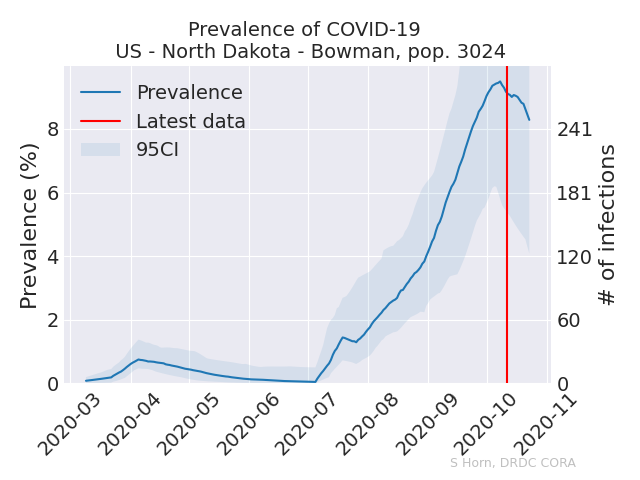 Prevalence of COVID-19
US - North Dakota - Bowman, pop. 3024
Prevalence
Latest data
95CI
Prevalence (%)
8
6
4
2
0
241
181
120
60
0
# of infections
2020-03
2020-04
2020-05
2020-06
2020-07
2020-08
2020-09
2020-10
2020-11
S Horn, DRDC CORA